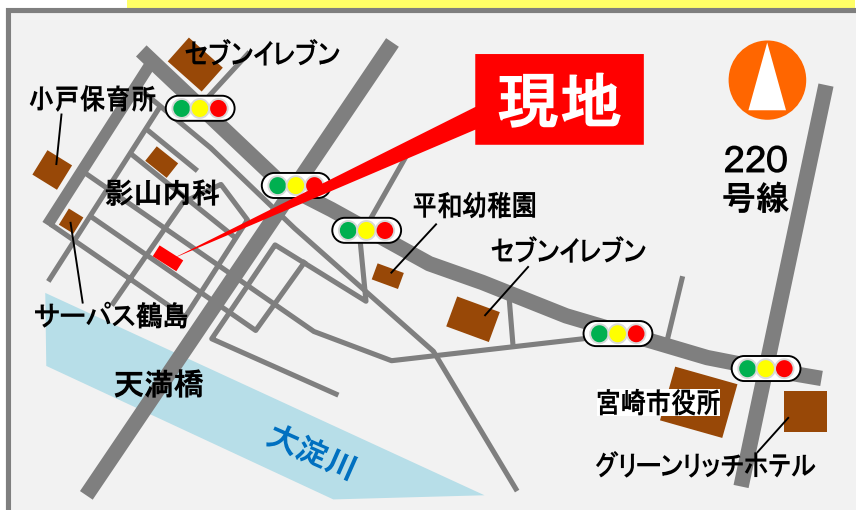 セブンイレブン
現地
小戸保育所
220
号線
影山内科
平和幼稚園
セブンイレブン
サーパス鶴島
天満橋
宮崎市役所
大淀川
グリーンリッチホテル